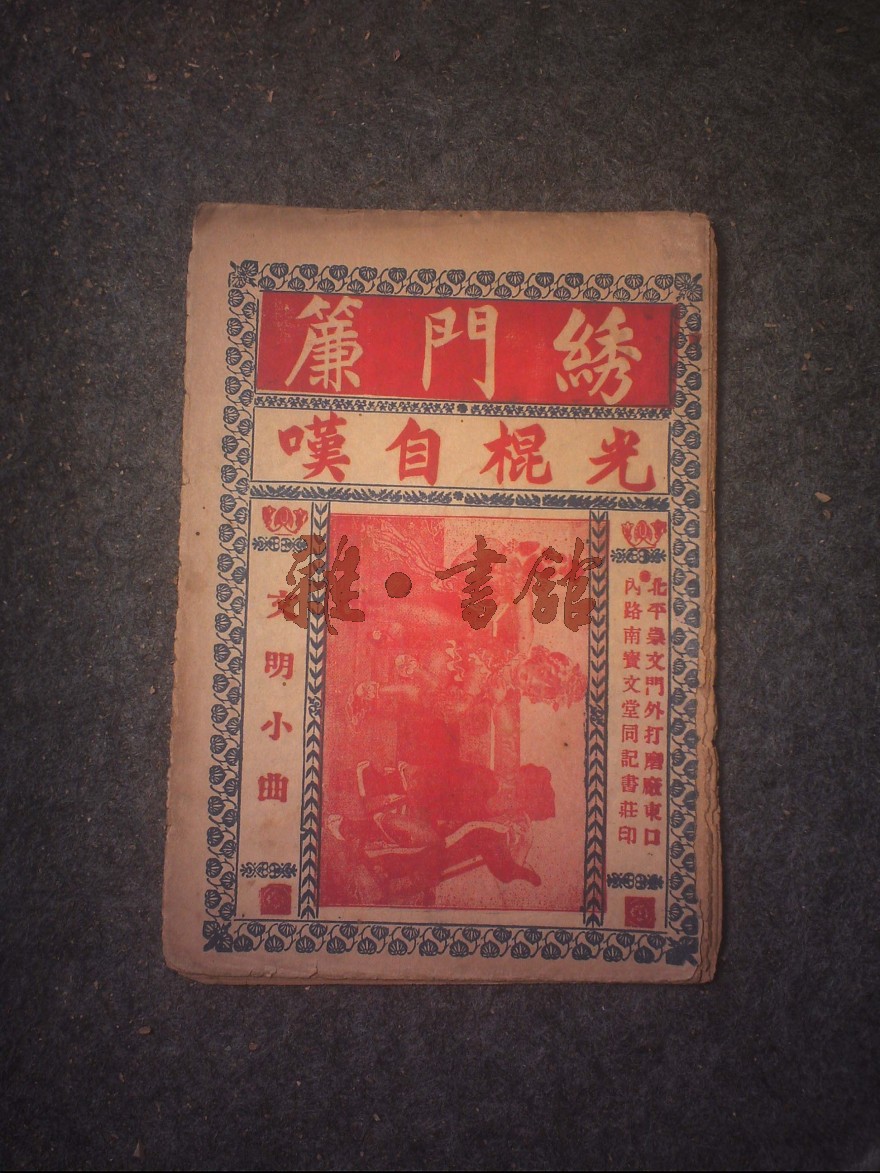 綉門簾
光棍自嘆
北平崇文門外打磨廠東口
內路南寶文堂同記書莊印
文明小曲
雜·書舘